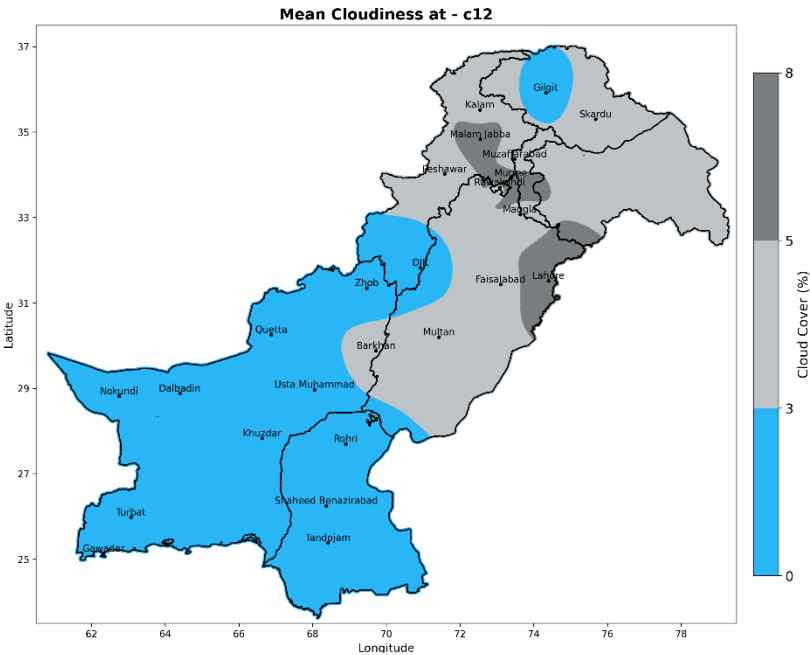 Mean Cloudiness at - c12
37
35
33
31
29
27
25
Latitude
62
64
66
68
70
72
74
76
78
Longitude
Gilgit
Kalam
Skardu
Malam Jabba
Muzaffarabad
Peshawar
Murree
Rawalpindi
Mangla
DIK
Zhob
Faisalabad
Lahore
Quetta
Multan
Barkhan
Usta Muhammad
Nokundi
Dalbadin
Khuzdar
Rohri
Shaheed Benazirabad
Turbat
Tandojam
Gawader
8
5
3
0
Cloud Cover (%)